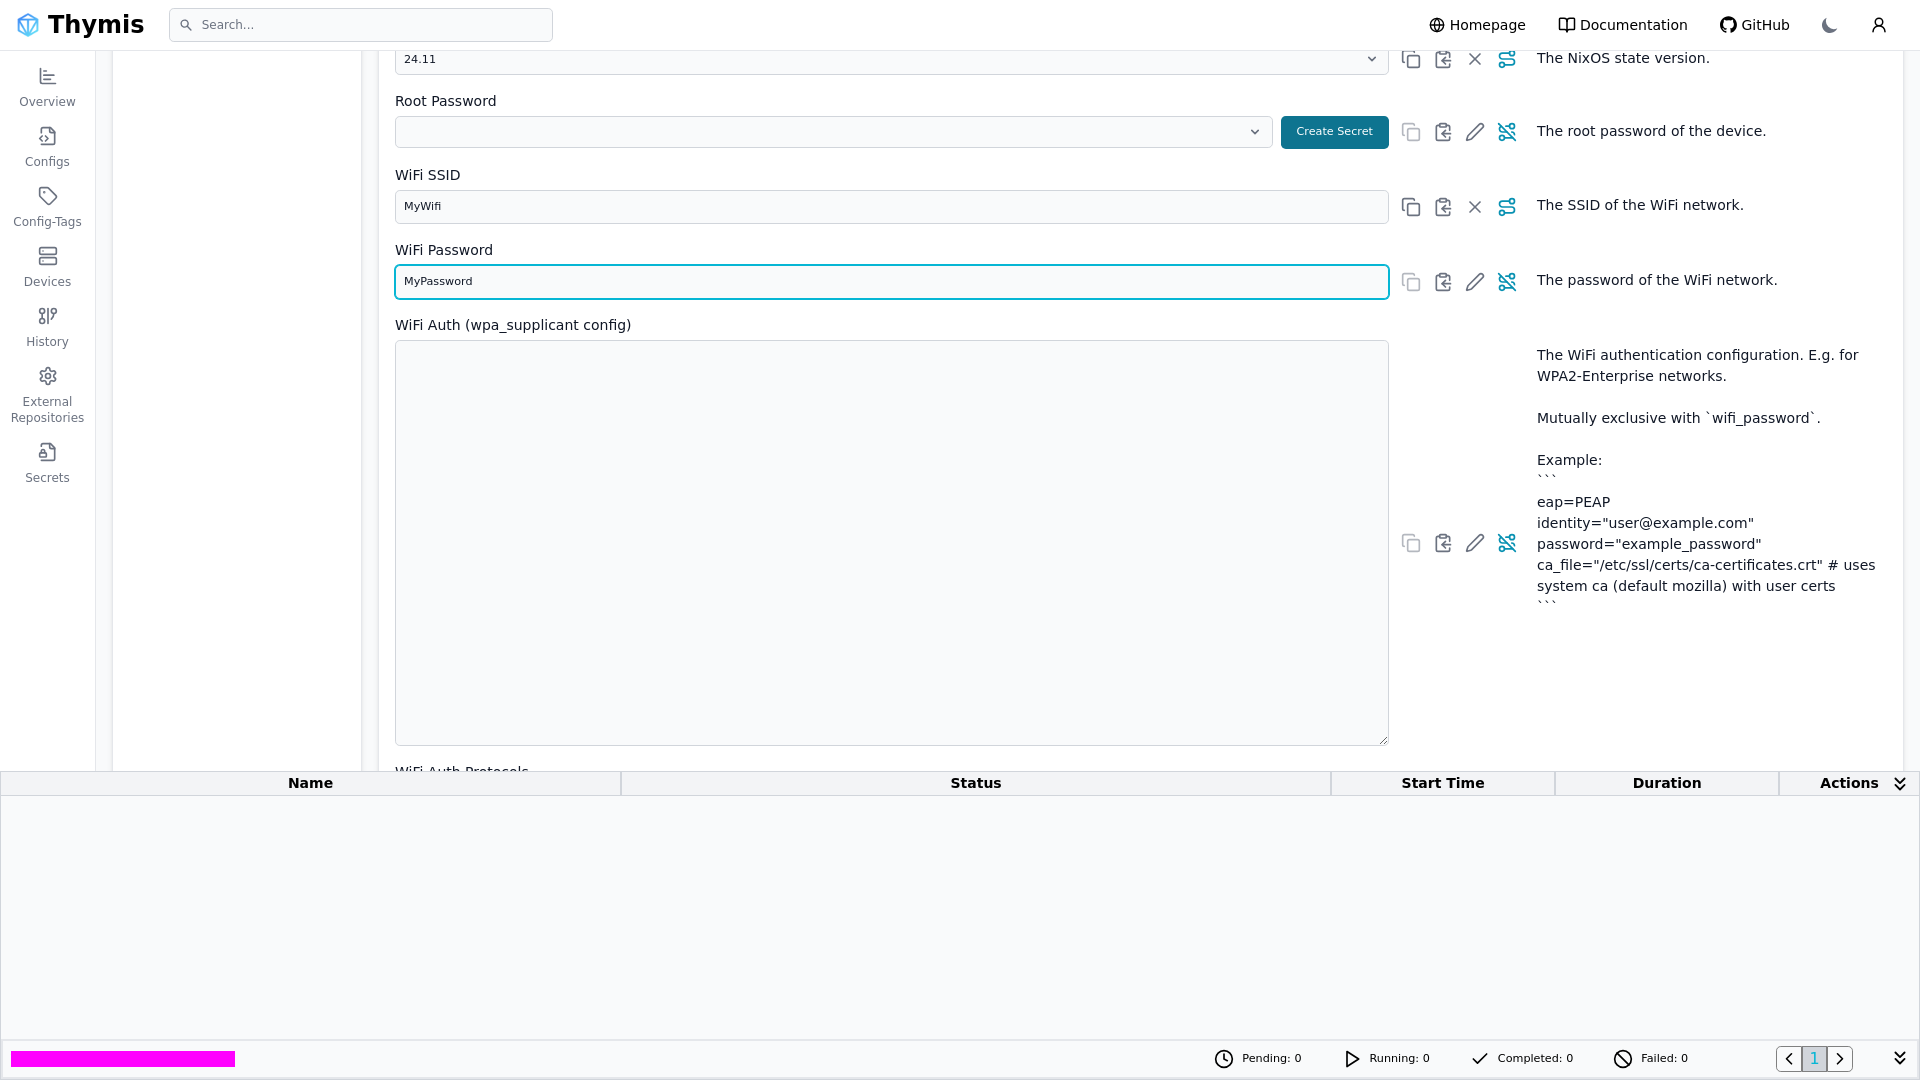 Thymis
Search...
Homepage
Documentation
GitHub
Overview
Configs
Config-Tags
Devices
History
External
Repositories
Secrets
24.11
The NixOS state version.
Root Password
Create Secret
The root password of the device.
WiFi SSID
MyWifi
The SSID of the WiFi network.
WiFi Password
MyPassword
The password of the WiFi network.
WiFi Auth (wpa_supplicant config)
The WiFi authentication configuration. E.g. for
WPA2-Enterprise networks.
Mutually exclusive with `wifi_password`.
Example:
```
eap=PEAP
identity="user@example.com"
password="example_password"
ca_file="/etc/ssl/certs/ca-certificates.crt" # uses
system ca (default mozilla) with user certs
```
WiFi Auth Protocols
Name
Status
Start Time
Duration
Actions
Pending: 0
Running: 0
Completed: 0
Failed: 0
1